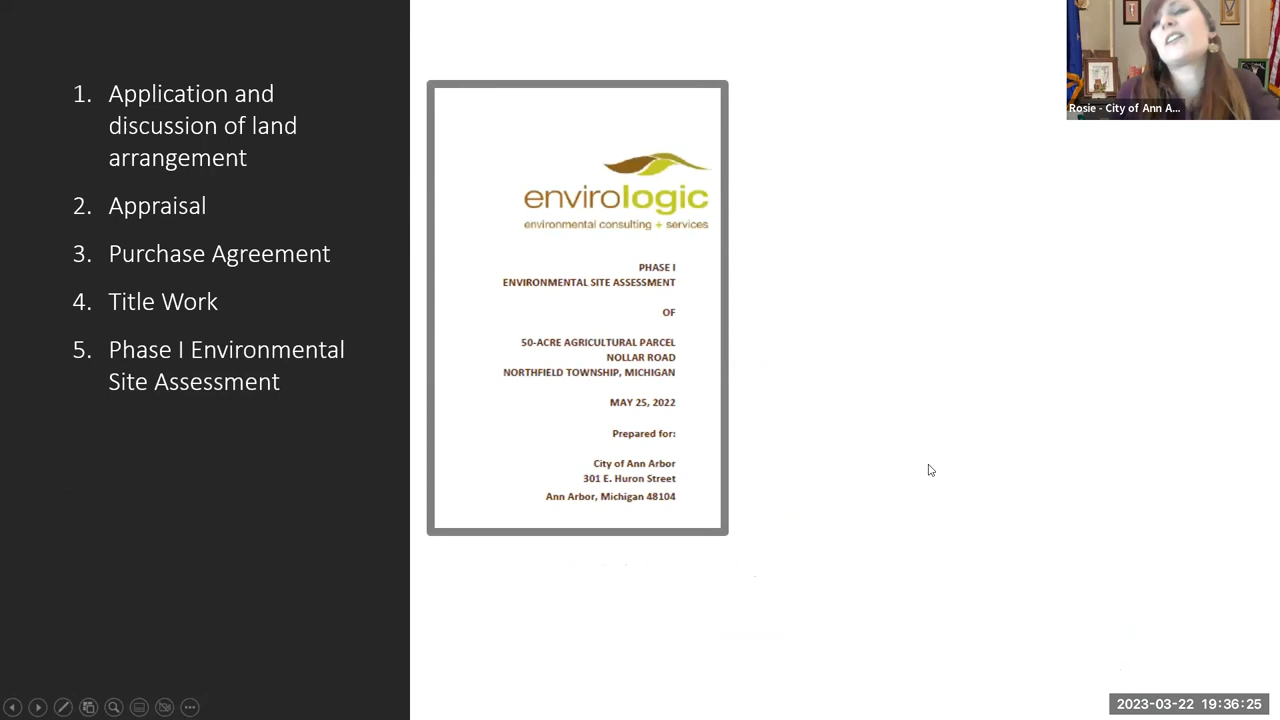 1. Application and
discussion of land
arrangement
2. Appraisal
3. Purchase Agreement
4. Title Work
5. Phase I Environmental
Site Assessment
envirologic
environmental consulting + services
PHASE I
ENVIRONMENTAL SITE ASSESSMENT
OF
50-ACRE AGRICULTURAL PARCEL
NOLLAR ROAD
NORTHFIELD TOWNSHIP, MICHIGAN
MAY 25, 2022
Prepared for:
City of Ann Arbor
301 E. Huron Street
Ann Arbor, Michigan 48104
Rosie - City of Ann A...
2023-03-22 19:36:25